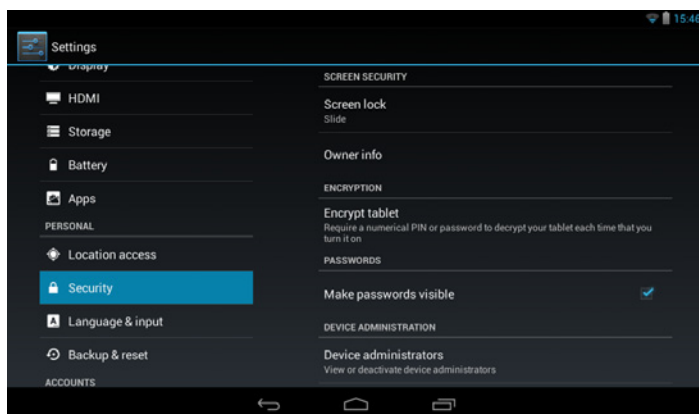 15:46
Settings
Display
HDMI
Storage
Battery
Apps
PERSONAL
Location access
Security
Language & input
Backup & reset
ACCOUNTS
SCREEN SECURITY
Screen lock
Slide
Owner info
ENCRYPTION
Encrypt tablet
Require a numerical PIN or password to decrypt your tablet each time that you
turn it on
PASSWORDS
Make passwords visible
DEVICE ADMINISTRATION
Device administrators
View or deactivate device administrators